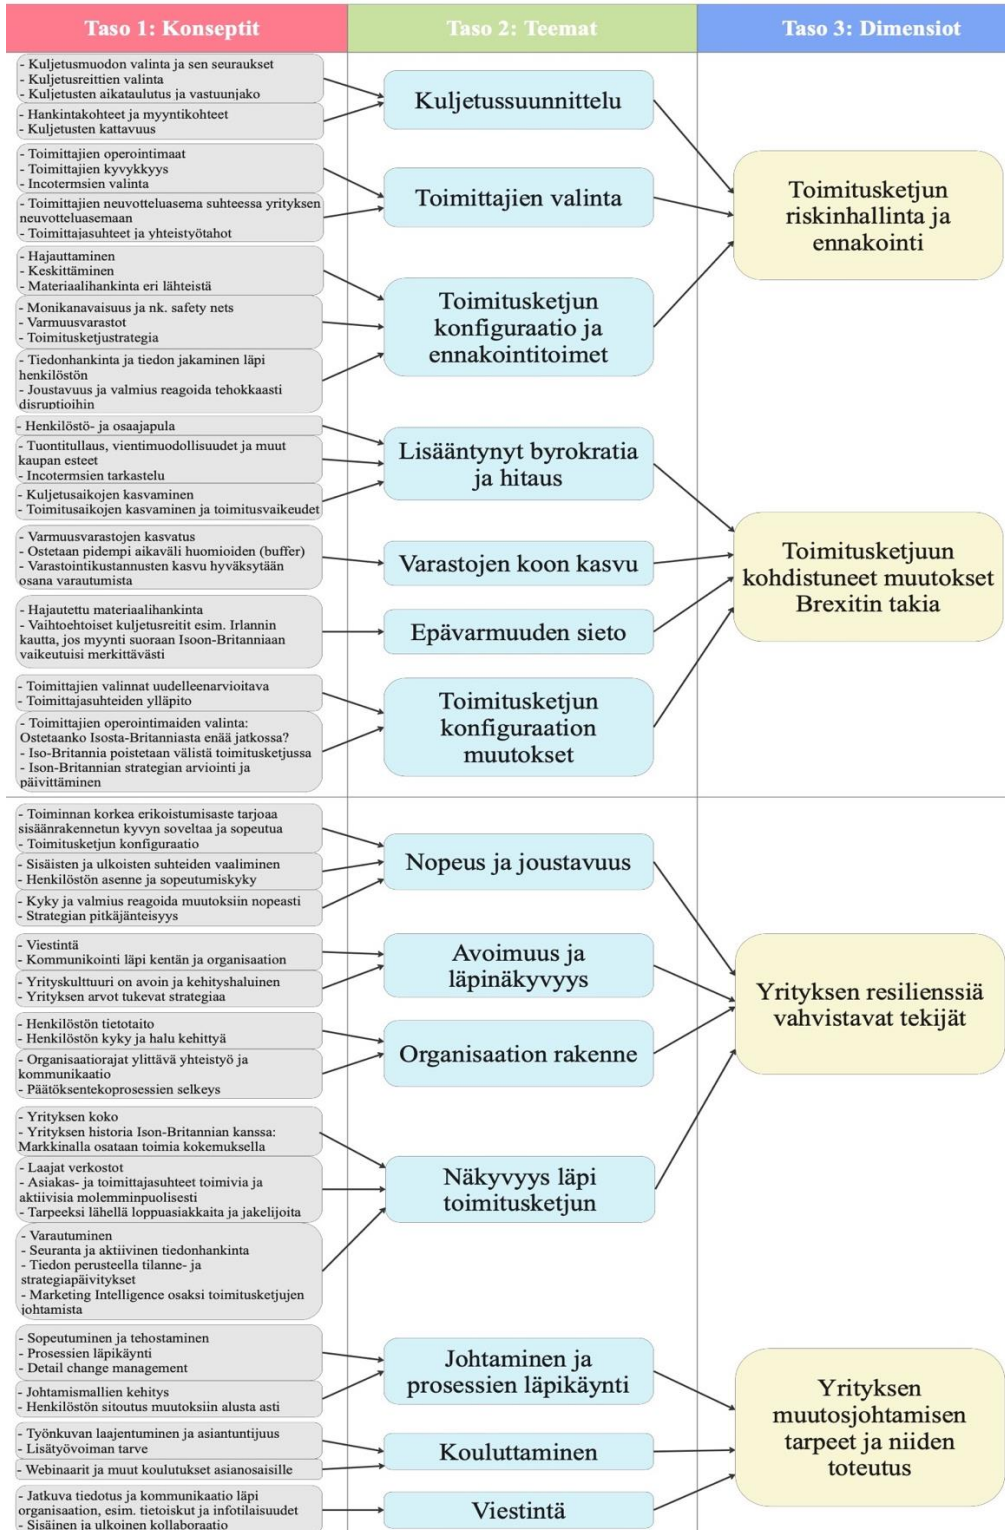 Taso 1: Konseptit
Taso 2: Teemat
Taso 3: Dimensiot
- Kuljetusmuodon valinta ja sen seuraukset
- Kuljetusreittien valinta
- Kuljetusten aikataulutus ja vastuunjako
- Hankintakohteet ja myyntikohteet
- Kuljetusten kattavuus
Kuljetussuunnittelu
- Toimittajien operointimaat
- Toimittajien kyvykkyys
- Incotermsien valinta
- Toimittajien neuvotteluasema suhteessa yrityksen
neuvotteluasemaan
- Toimittajasuhteet ja yhteistyötahot
Toimittajien valinta
- Hajauttaminen
- Keskittäminen
- Materiaalihankinta eri lähteistä
- Monikanavaisuus ja nk. safety nets
- Varmuusvarastot
- Toimitusketjustrategia
- Tiedonhankinta ja tiedon jakaminen läpi
henkilöstön
- Joustavuus ja valmius reagoida tehokkaasti
disruptioihin
Toimitusketjun
konfiguraatio ja
ennakointitoimet
Toimitusketjun
riskinhallinta ja
ennakointi
- Henkilöstö- ja osaajapula
- Tuontitullaus, vientimuodollisuudet ja muut
kaupan esteet
- Incotermsien tarkastelu
- Kuljetusaikojen kasvaminen
- Toimitusaikojen kasvaminen ja toimitusvaikeudet
Lisääntynyt byrokratia
ja hitaus
- Varmuusvarastojen kasvatus
- Ostetaan pidempi aikaväli huomioiden (buffer)
- Varastointikustannusten kasvu hyväksytään
osana varautumista
Varastojen koon kasvu
- Hajautettu materiaalihankinta
- Vaihtoehtoiset kuljetusreitit esim. Irlannin
kautta, jos myynti suoraan Isoon-Britanniaan
vaikeutuisi merkittävästi
Epävarmuuden sieto
- Toimittajien valinnat uudelleenarvioitava
- Toimittajasuhteiden ylläpito
- Toimittajien operointimaiden valinta:
Ostetaanko Isosta-Britanniasta enää jatkossa?
- Iso-Britannia poistetaan välistä toimitusketjussa
- Ison-Britannian strategian arviointi ja
päivittäminen
Toimitusketjun
konfiguraation
muutokset
Toimitusketjuun
kohdistuneet muutokset
Brexitin takia
- Toiminnan korkea erikoistumisaste tarjoaa
sisäänrakennetun kyvyn soveltaa ja sopeutua
- Toimitusketjun konfiguraatio
- Sisäisten ja ulkoisten suhteiden vaaliminen
- Henkilöstön asenne ja sopeutumiskyky
- Kyky ja valmius reagoida muutoksiin nopeasti
- Strategian pitkäjänteisyys
Nopeus ja joustavuus
- Viestintä
- Kommunikointi läpi kentän ja organisaation
- Yrityskulttuuri on avoin ja kehityshaluinen
- Yrityksen arvot tukevat strategiaa
Avoimuus ja
läpinäkyvyys
- Henkilöstön tietotaito
- Henkilöstön kyky ja halu kehittyä
- Organisaatiorajat ylittävä yhteistyö ja
kommunikaatio
- Päätöksentekoprosessien selkeys
Organisaation rakenne
- Yrityksen koko
- Yrityksen historia Ison-Britannian kanssa:
Markkinalla osataan toimia kokemuksella
- Laajat verkostot
- Asiakas- ja toimittajasuhteet toimivia ja
aktiivisia molemminpuolisesti
- Tarpeeksi lähellä loppuasiakkaita ja jakelijoita
- Varautuminen
- Seuranta ja aktiivinen tiedonhankinta
- Tiedon perusteella tilanne- ja
strategiapäivitykset
- Marketing Intelligence osaksi toimitusketjujen
johtamista
Näkyvyys läpi
toimitusketjun
Yrityksen resilienssiä
vahvistavat tekijät
- Sopeutuminen ja tehostaminen
- Prosessien läpikäynti
- Detail change management
- Johtamismallien kehitys
- Henkilöstön sitoutus muutoksiin alusta asti
Johtaminen ja
prosessien läpikäynti
- Työnkuvan laajentuminen ja asiantuntijuus
- Lisätyövoiman tarve
- Webinaarit ja muut koulutukset asianosaisille
Kouluttaminen
- Jatkuva tiedotus ja kommunikaatio läpi
organisaation, esim. tietoiskut ja infotilaisuudet
- Sisäinen ja ulkoinen kollaboraatio
Viestintä
Yrityksen
muutosjohtamisen
tarpeet ja niiden
toteutus